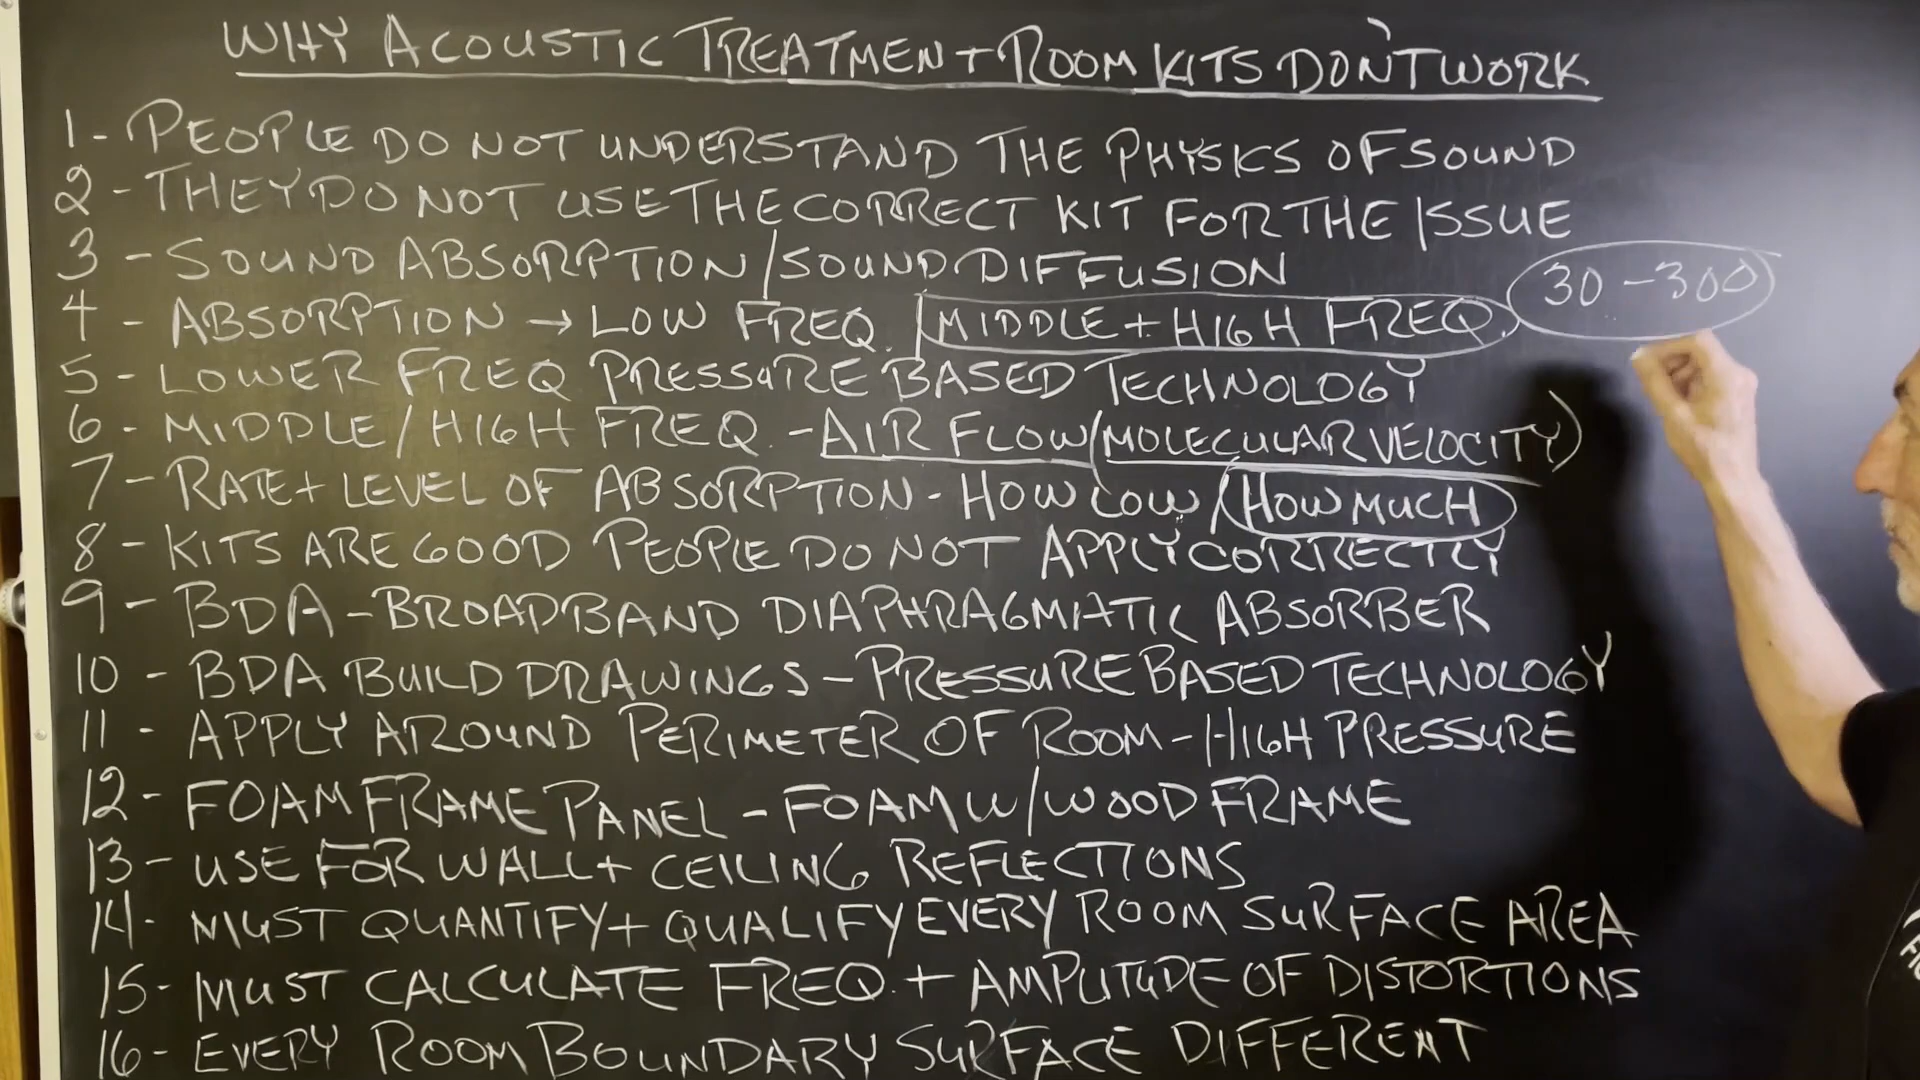 WHY ACOUSTIC TREATMENT ROOM KITS DON'T WORK
1- PEOPLE DO NOT UNDERSTAND THE PHYSICS OF SOUND
2- THEY DO NOT USE THE CORRECT KIT FOR THE ISSUE
3- SOUND ABSORPTION/SOUND DIFFUSION
30-300
4- ABSORPTION → LOW FREQ. MIDDLE + HIGH FREQ.
5- LOWER FREQ PRESSURE BASED TECHNOLOGY
6- MIDDLE/HIGH FREQ.-AIR FLOW (MOLECULAR VELOCITY)
7- RATE + LEVEL OF ABSORPTION - HOW LOW/HOW MUCH
8- KITS ARE GOOD PEOPLE DO NOT APPLY CORRECTLY
9- BDA-BROADBAND DIAPHRAGMATIC ABSORBER
10- BDA BUILD DRAWINGS-PRESSURE BASED TECHNOLOGY
11- APPLY AROUND PERIMETER OF ROOM-HIGH PRESSURE
12- FOAM FRAME PANEL-FOAM W/WOOD FRAME
13- USE FOR WALL + CEILING REFLECTIONS
14- MUST QUANTIFY + QUALIFY EVERY ROOM SURFACE AREA
15- MUST CALCULATE FREQ. + AMPLITUDE OF DISTORTIONS
16- EVERY ROOM BOUNDARY SURFACE DIFFERENT